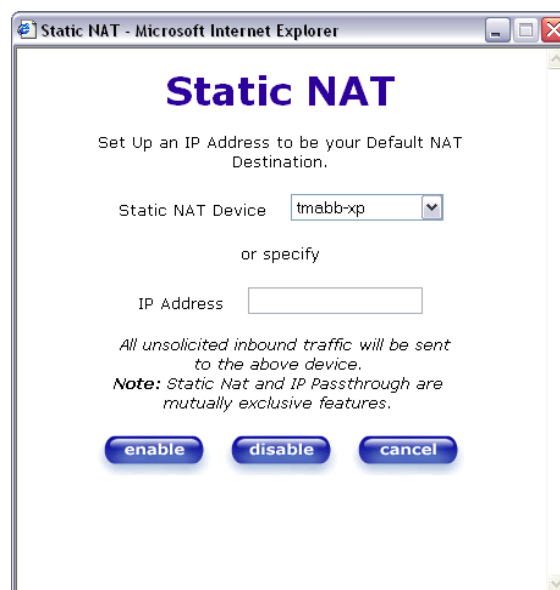 Static NAT - Microsoft Internet Explorer
Static NAT
Set Up an IP Address to be your Default NAT
Destination.
Static NAT Device tmabb-xp
or specify
IP Address
All unsolicited inbound traffic will be sent
to the above device.
Note: Static Nat and IP Passthrough are
mutually exclusive features.
enable disable cancel